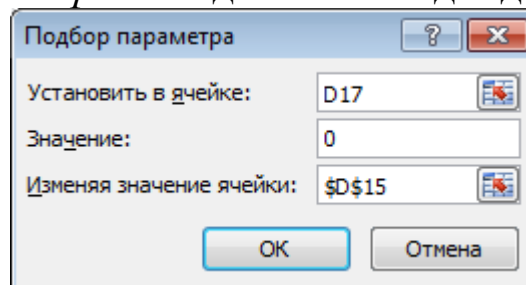 Подбор параметра
Установить в ячейке: D17
Значение: 0
Изменяя значение ячейки: $D$15
ОК Отмена